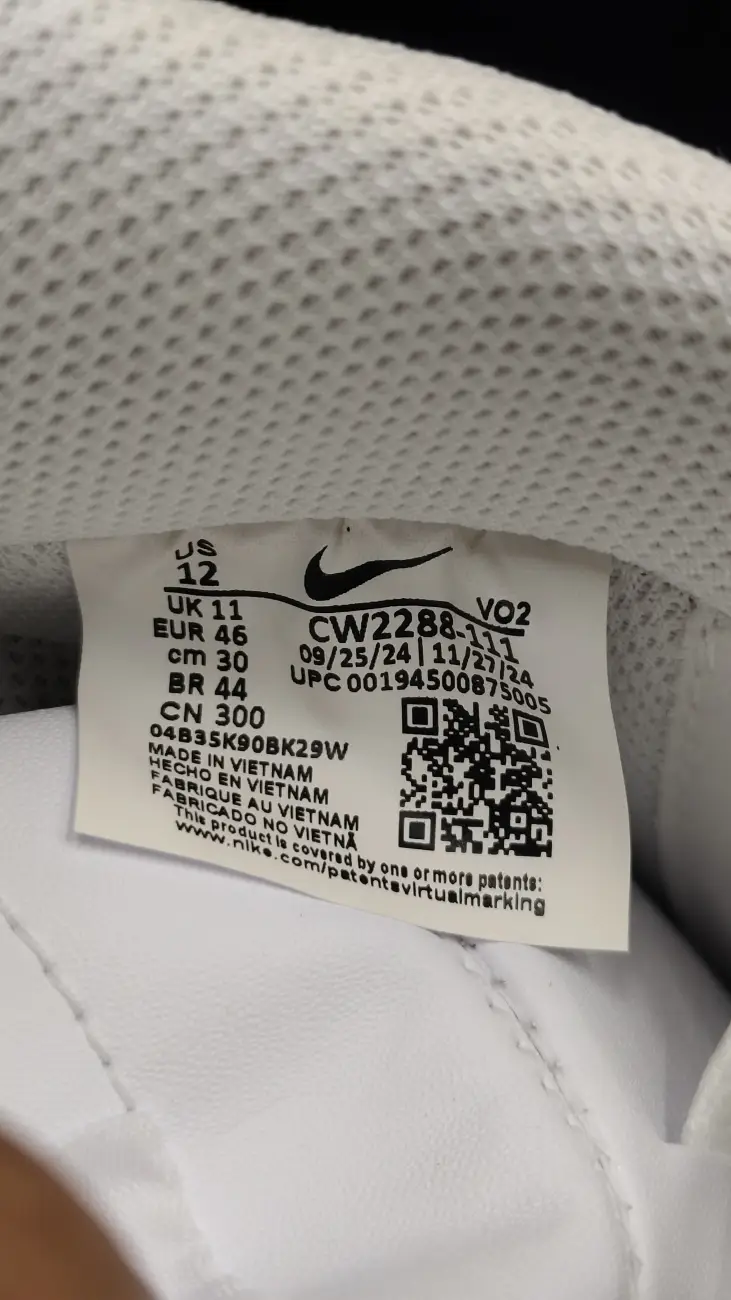 US
12
UK 11
EUR 46
cm 30
BR 44
CN 300
VO2
CW2288-111
09/25/24 | 11/27/24
UPC 00194500875005
04B35K90BK29W
MADE IN VIETNAM
HECHO EN VIETNAM
FABRIQUE AU VIETNAM
FABRICADO NO VIETNÃ
This product is covered by one or more patents:
www.nike.com/patentsvirtualmarking